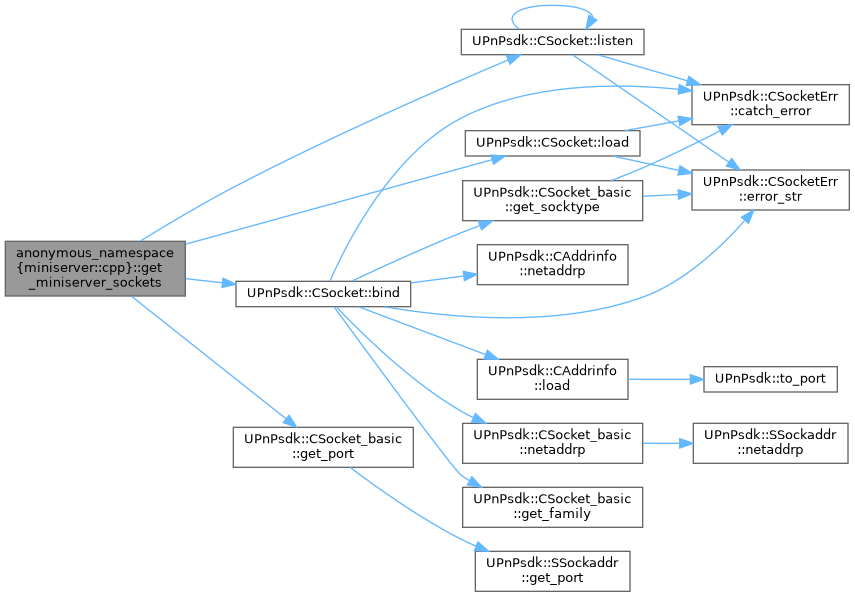 UPnPsdk::CSocket::listen
UPnPsdk::CSocketErr
::catch_error
UPnPsdk::CSocket::load
UPnPsdk::CSocketErr
::error_str
UPnPsdk::CSocket_basic
::get_socktype
anonymous_namespace
{miniserver::cpp}::get
_miniserver_sockets
UPnPsdk::CAddrinfo
::netaddrp
UPnPsdk::CSocket::bind
UPnPsdk::CAddrinfo
::load
UPnPsdk::to_port
UPnPsdk::CSocket_basic
::get_port
UPnPsdk::CSocket_basic
::netaddrp
UPnPsdk::SSockaddr
::netaddrp
UPnPsdk::CSocket_basic
::get_family
UPnPsdk::SSockaddr
::get_port